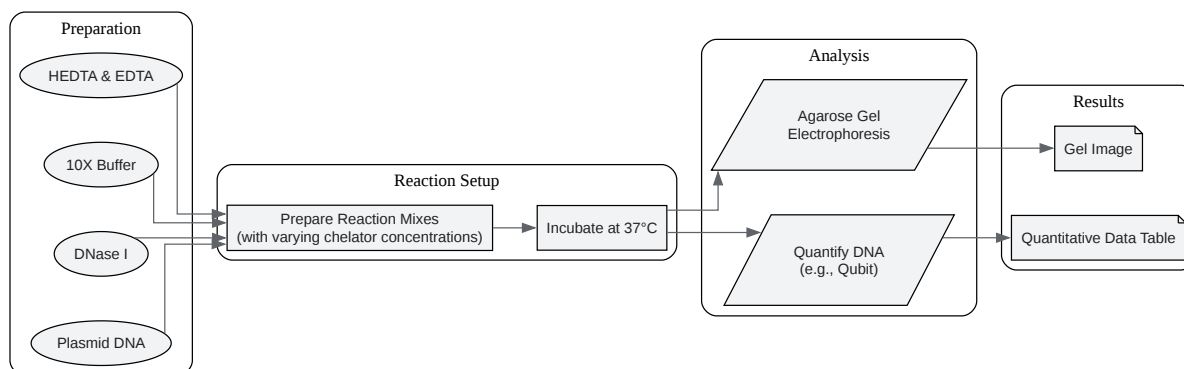 Preparation
HEDTA & EDTA
10X Buffer
DNase I
Plasmid DNA
Reaction Setup
Prepare Reaction Mixes
(with varying chelator concentrations)
Incubate at 37°C
Analysis
Agarose Gel
Electrophoresis
Quantify DNA
(e.g., Qubit)
Results
Gel Image
Quantitative Data Table